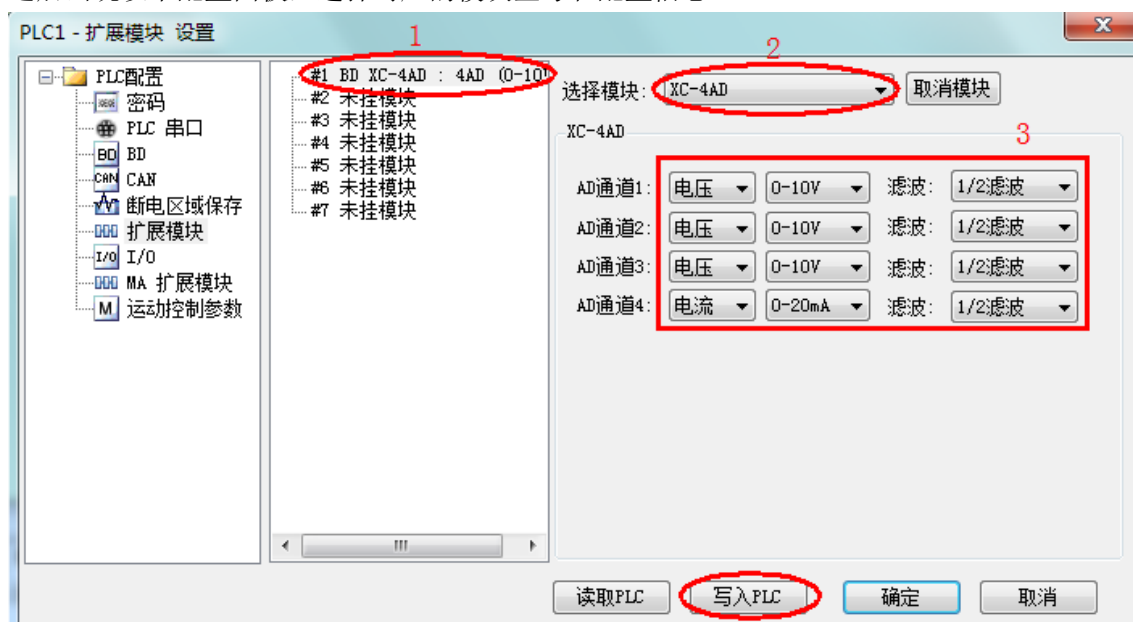 PLC1 - 扩展模块 设置
1
2
PLC配置
密码
PLC 串口
BD BD
CAN CAN
断电区域保存
扩展模块
I/O I/O
MA 扩展模块
M 运动控制参数
#1 BD XC-4AD : 4AD (0-10
#2 未挂模块
#3 未挂模块
#4 未挂模块
#5 未挂模块
#6 未挂模块
#7 未挂模块
选择模块: XC-4AD 取消模块
XC-4AD
3
AD通道1: 电压 0-10V 滤波: 1/2滤波
AD通道2: 电压 0-10V 滤波: 1/2滤波
AD通道3: 电压 0-10V 滤波: 1/2滤波
AD通道4: 电流 0-20mA 滤波: 1/2滤波
读取PLC 写入PLC 确定 取消